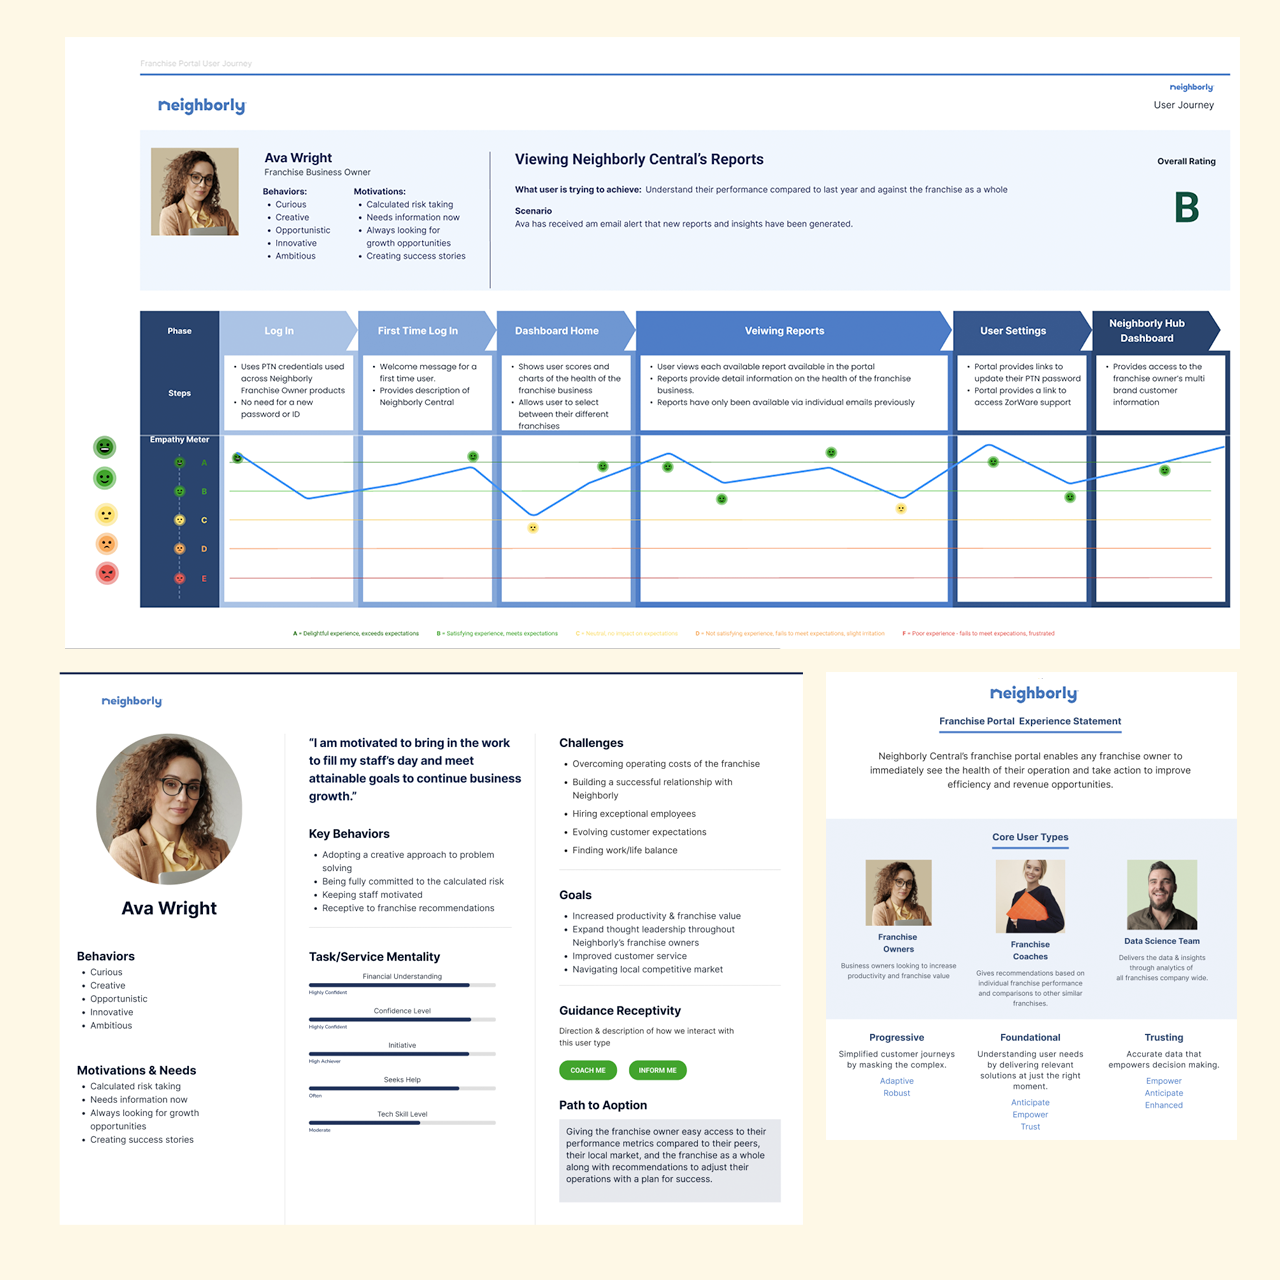 Franchise Portal User Journey
neighborly
neighborly
User Journey
Ava Wright
Franchise Business Owner
Behaviors:
• Curious
• Creative
• Opportunistic
• Innovative
• Ambitious
Motivations:
• Calculated risk taking
• Needs information now
• Always looking for
growth opportunities
• Creating success stories
Viewing Neighborly Central's Reports
What user is trying to achieve: Understand their performance compared to last year and against the franchise as a whole
Scenario
Ava has received am email alert that new reports and insights have been generated.
Overall Rating
B
Phase
Log In
First Time Log In
Dashboard Home
Veiwing Reports
User Settings
Neighborly Hub
Dashboard
Steps
• Uses PTN credentials used
across Neighborly
Franchise Owner products
• No need for a new
password or ID
• Welcome message for a
first time user.
• Provides description of
Neighborly Central
• Shows user scores and
charts of the health of the
franchise business
• Allows user to select
between their different
franchises
• User views each available report available in the portal
• Reports provide detail information on the health of the franchise
business.
• Reports have only been available via individual emails previously
• Portal provides links to
update their PTN password
• Portal provides a link to
access ZorWare support
• Provides access to the
franchise owner's multi
brand customer
information
Empathy Meter
A
B
C
D
E
A = Delightful experience, exceeds expectations
B = Satisfying experience, meets expectations
C = Neutral, no impact on expectations
D = Not satisfying experience, fails to meet expecations, slight irritation
F = Poor experience - fails to meet expecations, frustrated
neighborly
Ava Wright
Behaviors
• Curious
• Creative
• Opportunistic
• Innovative
• Ambitious
Motivations & Needs
• Calculated risk taking
• Needs information now
• Always looking for growth
opportunities
• Creating success stories
“I am motivated to bring in the work
to fill my staff’s day and meet
attainable goals to continue business
growth.”
Key Behaviors
• Adopting a creative approach to problem
solving
• Being fully committed to the calculated risk
• Keeping staff motivated
• Receptive to franchise recommendations
Task/Service Mentality
Financial Understanding
Highly Confident
Confidence Level
Highly Confident
Initiative
High Achiever
Seeks Help
Often
Tech Skill Level
Moderate
Challenges
• Overcoming operating costs of the franchise
• Building a successful relationship with
Neighborly
• Hiring exceptional employees
• Evolving customer expectations
• Finding work/life balance
Goals
• Increased productivity & franchise value
• Expand thought leadership throughout
Neighborly’s franchise owners
• Improved customer service
• Navigating local competitive market
Guidance Receptivity
Direction & description of how we interact with
this user type
COACH ME
INFORM ME
Path to Aoption
Giving the franchise owner easy access to their
performance metrics compared to their peers,
their local market, and the franchise as a whole
along with recommendations to adjust their
operations with a plan for success.
neighborly
Franchise Portal Experience Statement
Neighborly Central’s franchise portal enables any franchise owner to
immediately see the health of their operation and take action to improve
efficiency and revenue opportunities.
Core User Types
Franchise
Owners
Business owners looking to increase
productivity and franchise value
Franchise
Coaches
Gives recommendations based on
individual franchise performance
and comparisons to other similar
franchises.
Data Science Team
Delivers the data & insights
through analytics of
all franchises company wide.
Progressive
Simplified customer journeys
by masking the complex.
Adaptive
Robust
Foundational
Understanding user needs
by delivering relevant
solutions at just the right
moment.
Anticipate
Empower
Trust
Trusting
Accurate data that
empowers decision making.
Empower
Anticipate
Enhanced